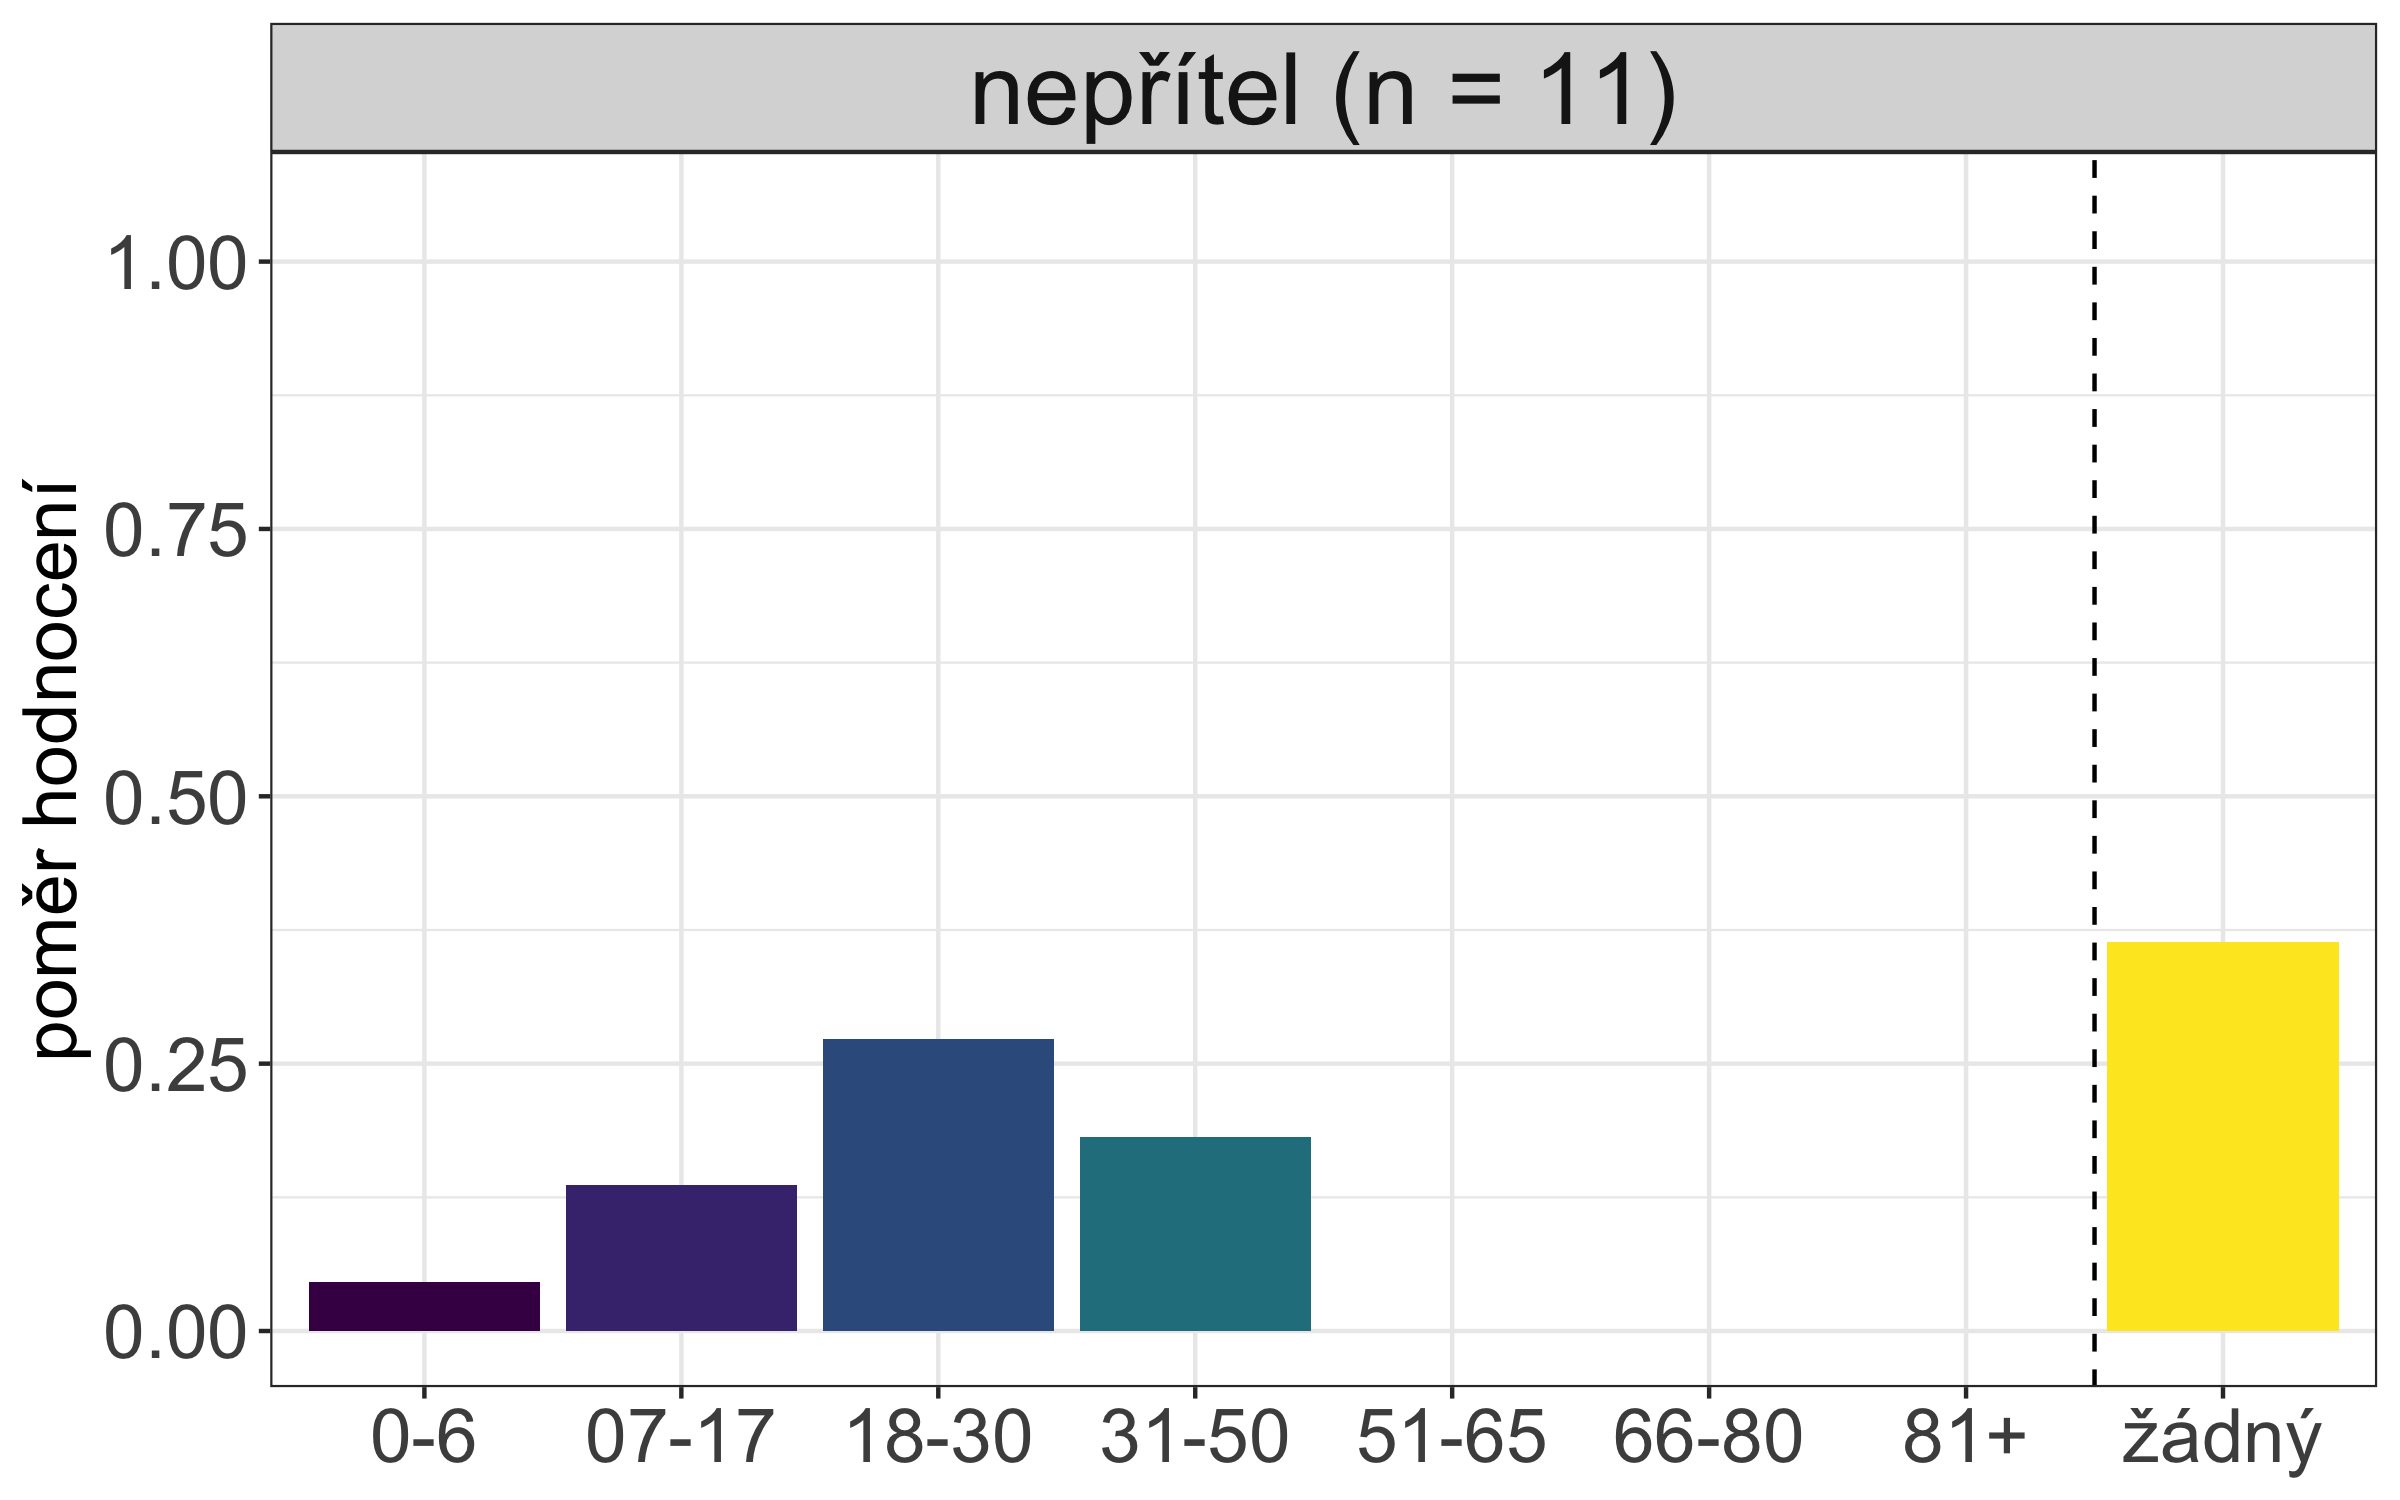 nepřítel (n = 11)
poměr hodnocení
1.00
0.75
0.50
0.25
0.00
0-6 07-17 18-30 31-50 51-65 66-80 81+ žádný